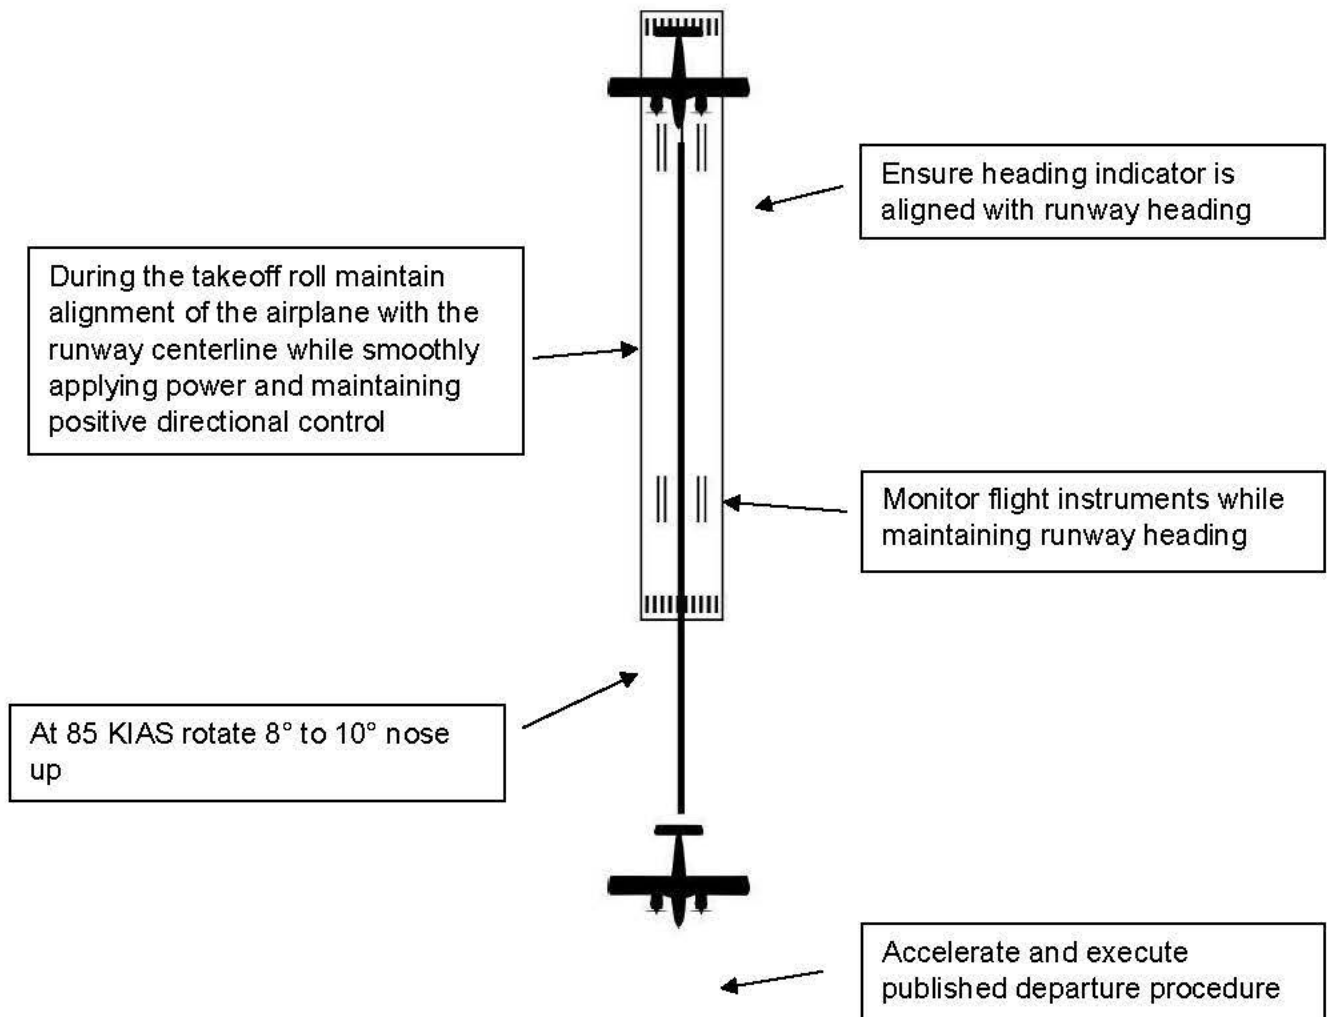 Ensure heading indicator is
aligned with runway heading
During the takeoff roll maintain
alignment of the airplane with the
runway centerline while smoothly
applying power and maintaining
positive directional control
Monitor flight instruments while
maintaining runway heading
At 85 KIAS rotate 8° to 10° nose
up
Accelerate and execute
published departure procedure